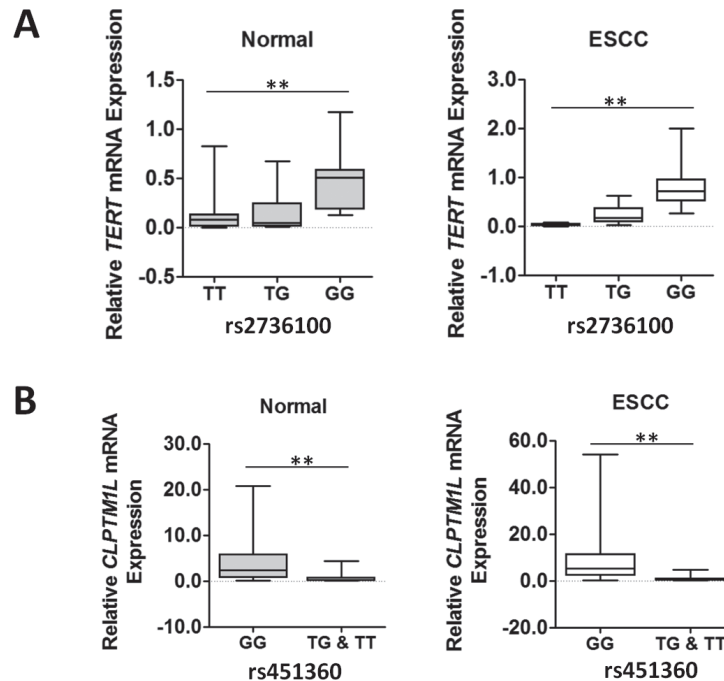 A
Normal
Relative TERT mRNA Expression
1.5
1.0
0.5
0.0
-0.5
**
TT TG GG
rs2736100
ESCC
Relative TERT mRNA Expression
3.0
2.0
1.0
0.0
-1.0
**
TT TG GG
rs2736100
B
Normal
Relative CLPTM1L mRNA
Expression
30.0
20.0
10.0
0.0
-10.0
**
GG TG & TT
rs451360
ESCC
Relative CLPTM1L mRNA
Expression
60.0
40.0
20.0
0.0
-20.0
**
GG TG & TT
rs451360